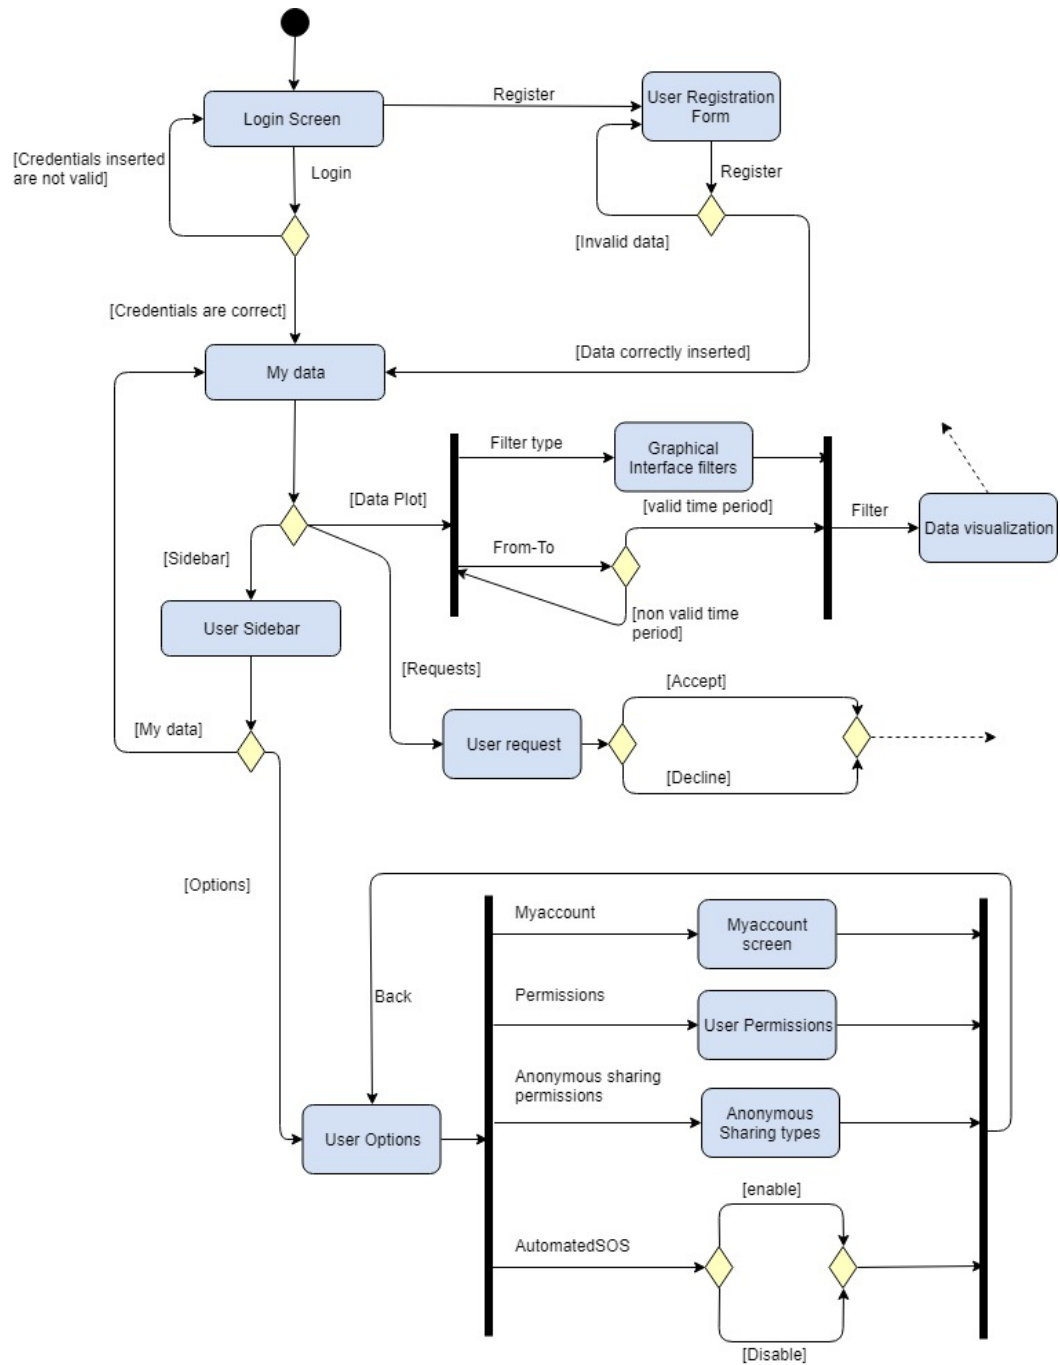 Login Screen
Register
User Registration
Form
[Credentials inserted
are not valid]
Login
Register
[Invalid data]
[Credentials are correct]
[Data correctly inserted]
My data
Filter type
Graphical
Interface filters
[Data Plot]
[valid time period]
Filter
Data visualization
From-To
[Sidebar]
[non valid time
period]
User Sidebar
[Requests]
[Accept]
[My data]
User request
[Decline]
[Options]
Myaccount
Myaccount
screen
Back
Permissions
User Permissions
Anonymous sharing
permissions
Anonymous
Sharing types
User Options
[enable]
AutomatedSOS
[Disable]